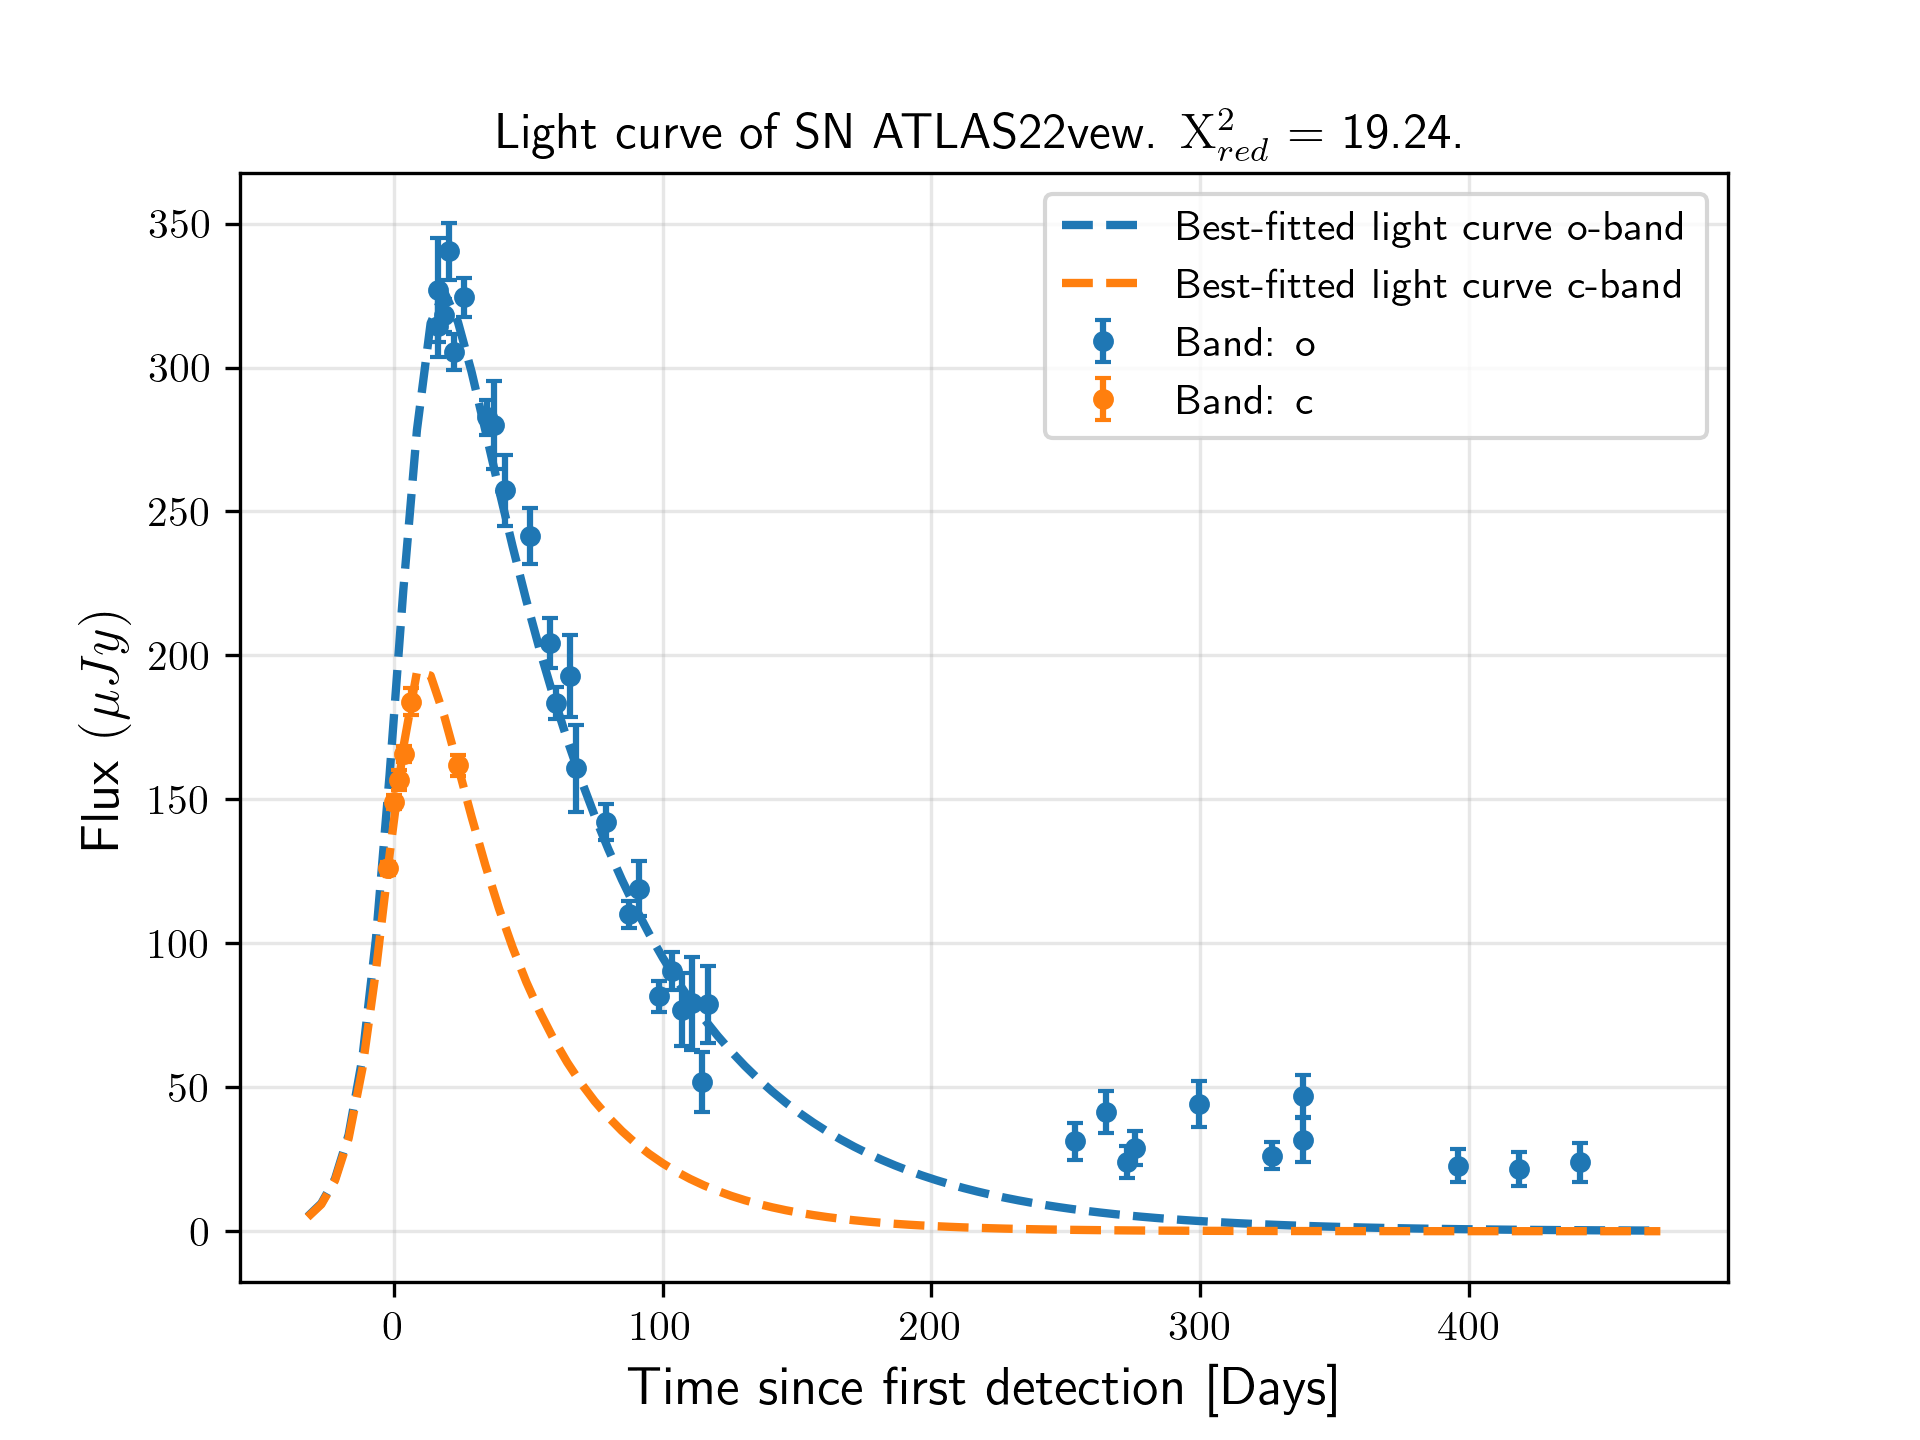 Light curve of SN ATLAS22vew. X²_red = 19.24.
Best-fitted light curve o-band
Best-fitted light curve c-band
Band: o
Band: c
Flux (μJy)
350
300
250
200
150
100
50
0
0 100 200 300 400
Time since first detection [Days]